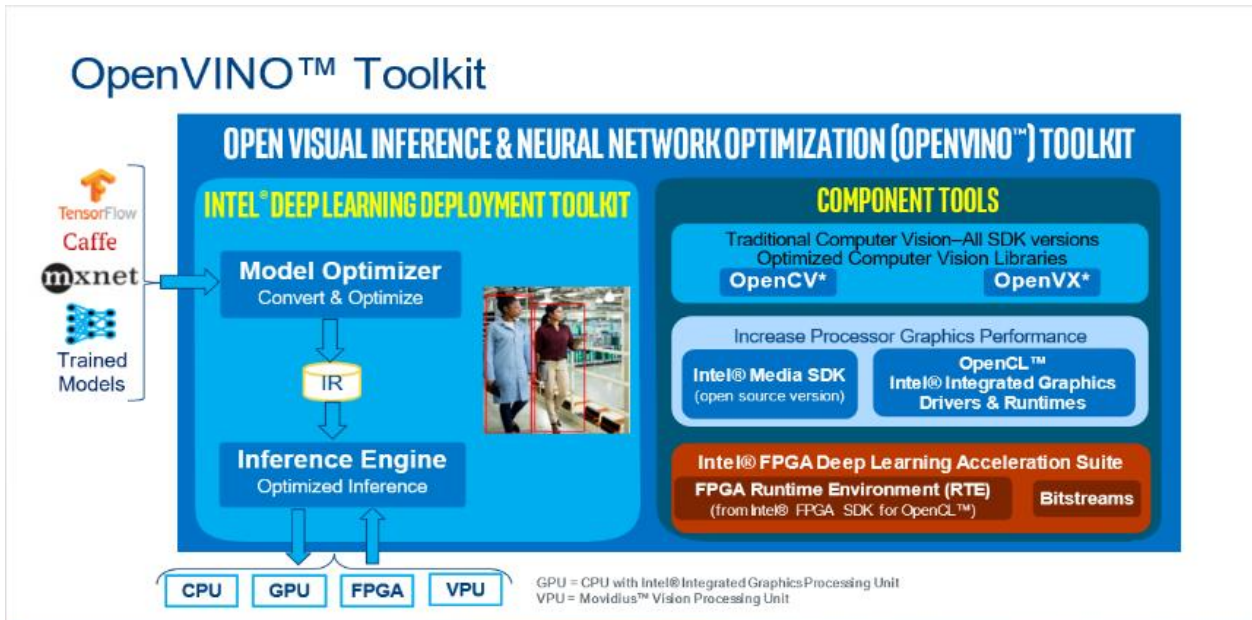 OpenVINO™ Toolkit
OPEN VISUAL INFERENCE & NEURAL NETWORK OPTIMIZATION (OPENVINO™) TOOLKIT
TensorFlow
Caffe
mxnet
Trained
Models
INTEL® DEEP LEARNING DEPLOYMENT TOOLKIT
Model Optimizer
Convert & Optimize
IR
Inference Engine
Optimized Inference
COMPONENT TOOLS
Traditional Computer Vision–All SDK versions
Optimized Computer Vision Libraries
OpenCV*
OpenVX*
Increase Processor Graphics Performance
Intel® Media SDK
(open source version)
OpenCL™
Intel® Integrated Graphics
Drivers & Runtimes
Intel® FPGA Deep Learning Acceleration Suite
FPGA Runtime Environment (RTE)
(from Intel® FPGA SDK for OpenCL™)
Bitstreams
CPU
GPU
FPGA
VPU
GPU = CPU with Intel® Integrated Graphics Processing Unit
VPU = Movidius™ Vision Processing Unit